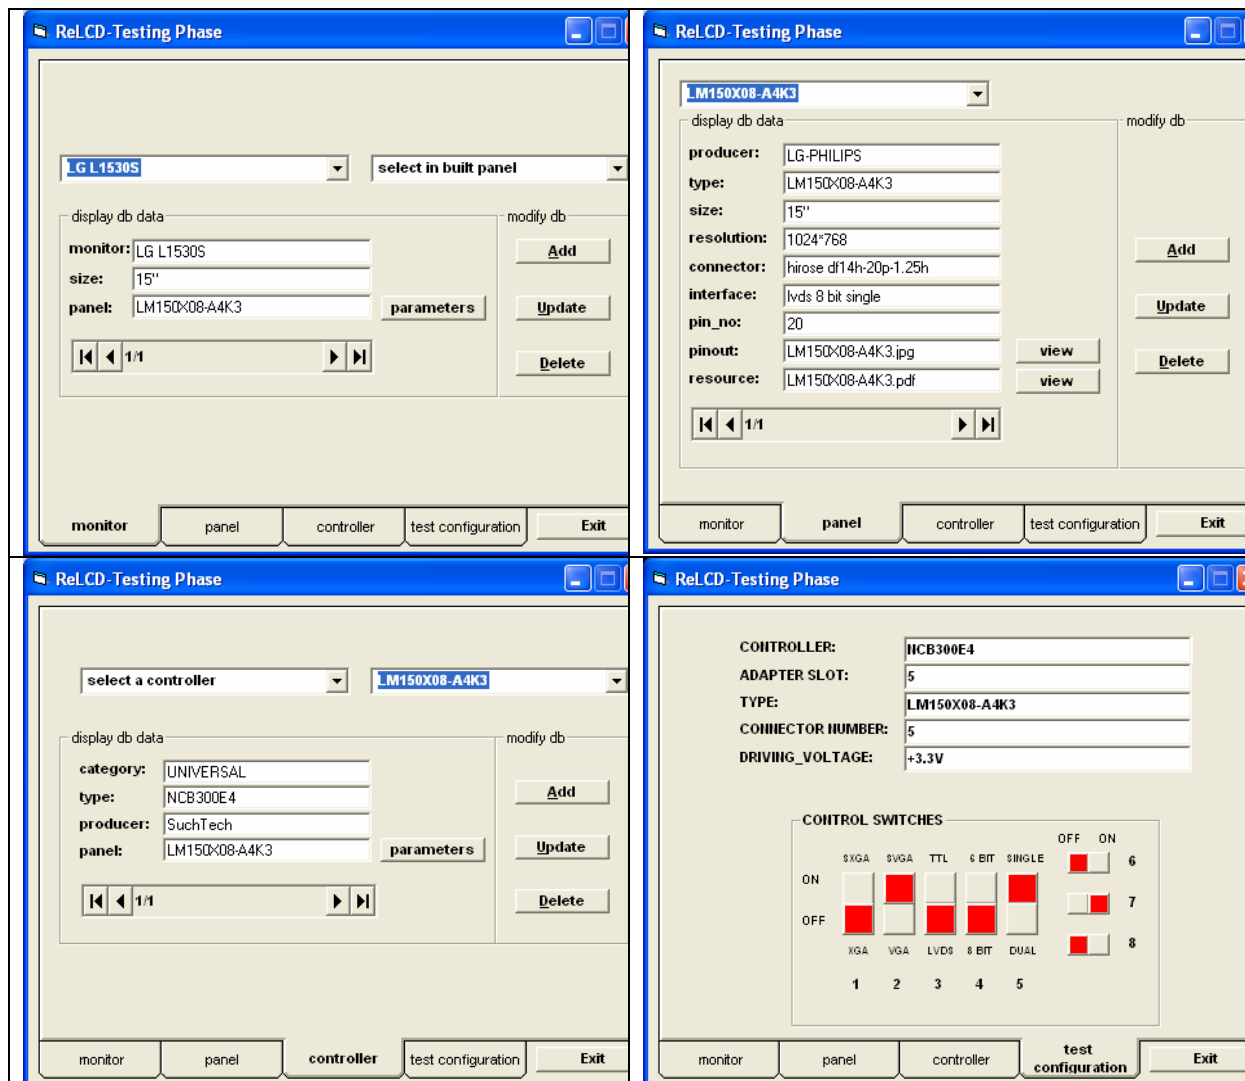 ReLCD-Testing Phase
LG L1530S
select in built panel
display db data
modify db
monitor: LG L1530S
size: 15"
panel: LM150X08-A4K3
parameters
Add
Update
Delete
1/1
monitor
panel
controller
test configuration
Exit
ReLCD-Testing Phase
LM150X08-A4K3
display db data
modify db
producer: LG-PHILIPS
type: LM150X08-A4K3
size: 15"
resolution: 1024*768
connector: hirose df14h-20p-1.25h
interface: lvds 8 bit single
pin_no: 20
pinout: LM150X08-A4K3.jpg view
resource: LM150X08-A4K3.pdf view
Add
Update
Delete
1/1
monitor
panel
controller
test configuration
Exit
ReLCD-Testing Phase
select a controller
LM150X08-A4K3
display db data
modify db
category: UNIVERSAL
type: NCB300E4
producer: SuchTech
panel: LM150X08-A4K3
parameters
Add
Update
Delete
1/1
monitor
panel
controller
test configuration
Exit
ReLCD-Testing Phase
CONTROLLER: NCB300E4
ADAPTER SLOT: 5
TYPE: LM150X08-A4K3
CONNECTOR NUMBER: 5
DRIVING_VOLTAGE: +3.3V
CONTROL SWITCHES
SXGA SVGA TTL 6 BIT SINGLE
ON
OFF
XGA VGA LVDS 8 BIT DUAL
1 2 3 4 5
OFF ON
6
7
8
monitor
panel
controller
test
configuration
Exit